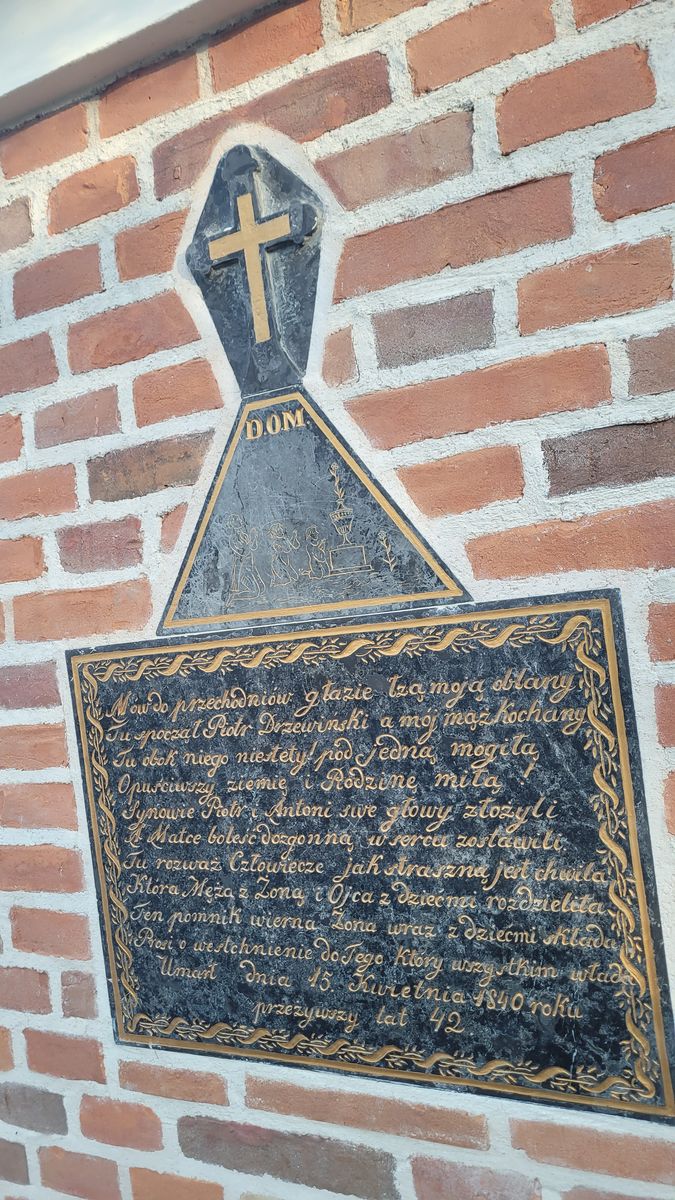 D.O.M
Mów do przechodniów głazie łzą moją oblany
Tu spoczął Piotr Drzewinski a mój mąż kochany
Tu obok niego niestety! pod jedną mogiłą
Opuściwszy ziemię i Rodzinę miłą
Synowie Piotr i Antoni swe głowy złożyli
A Matce boleść dozgonną w sercu zostawili
Tu rozważ Człowiecze jak straszna jest chwila
Która Męża z Żoną i Ojca z dziećmi rozdzieliła
Ten pomnik wierna Żona wraz z dziećmi składa
Prosi o westchnienie do Tego który wszystkim włada
Umarł dnia 15. Kwietnia 1840 roku
przeżywszy lat 42